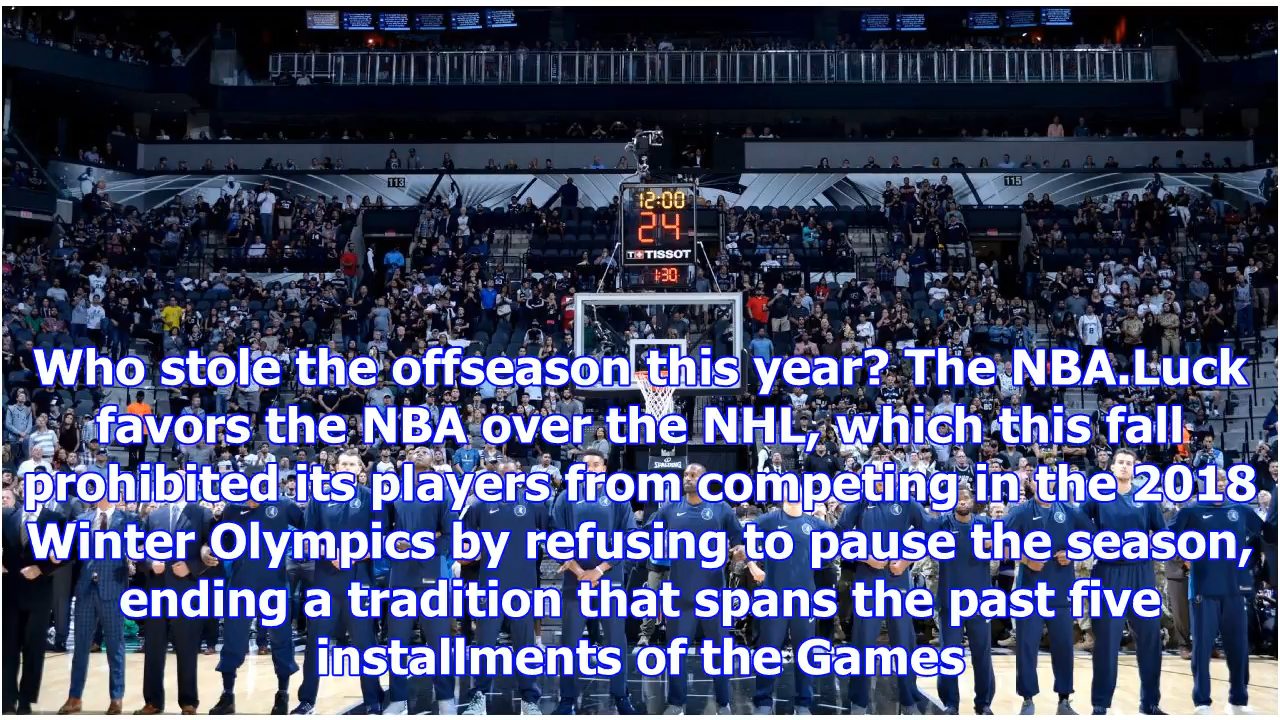 113
115
12:00
24
TISSOT
1:30
Who stole the offseason this year? The NBA.Luck
favors the NBA over the NHL, which this fall
SPALDING
prohibited its players from competing in the 2018
Winter Olympics by refusing to pause the season,
ending a tradition that spans the past five
installments of the Games